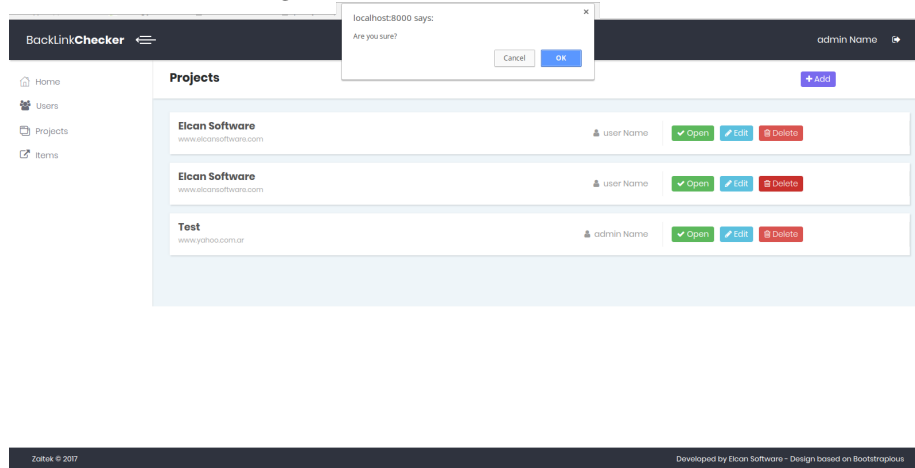 localhost:8000 says:
Are you sure?
Cancel OK
BackLinkChecker
admin Name
Home
Users
Projects
Items
Projects
Add
Elcan Software
www.elcansoftware.com
user Name
Open Edit Delete
Elcan Software
www.elcansoftware.com
user Name
Open Edit Delete
Test
www.yahoo.com.ar
admin Name
Open Edit Delete
Zaitek © 2017
Developed by Elcan Software - Design based on Bootstrapious